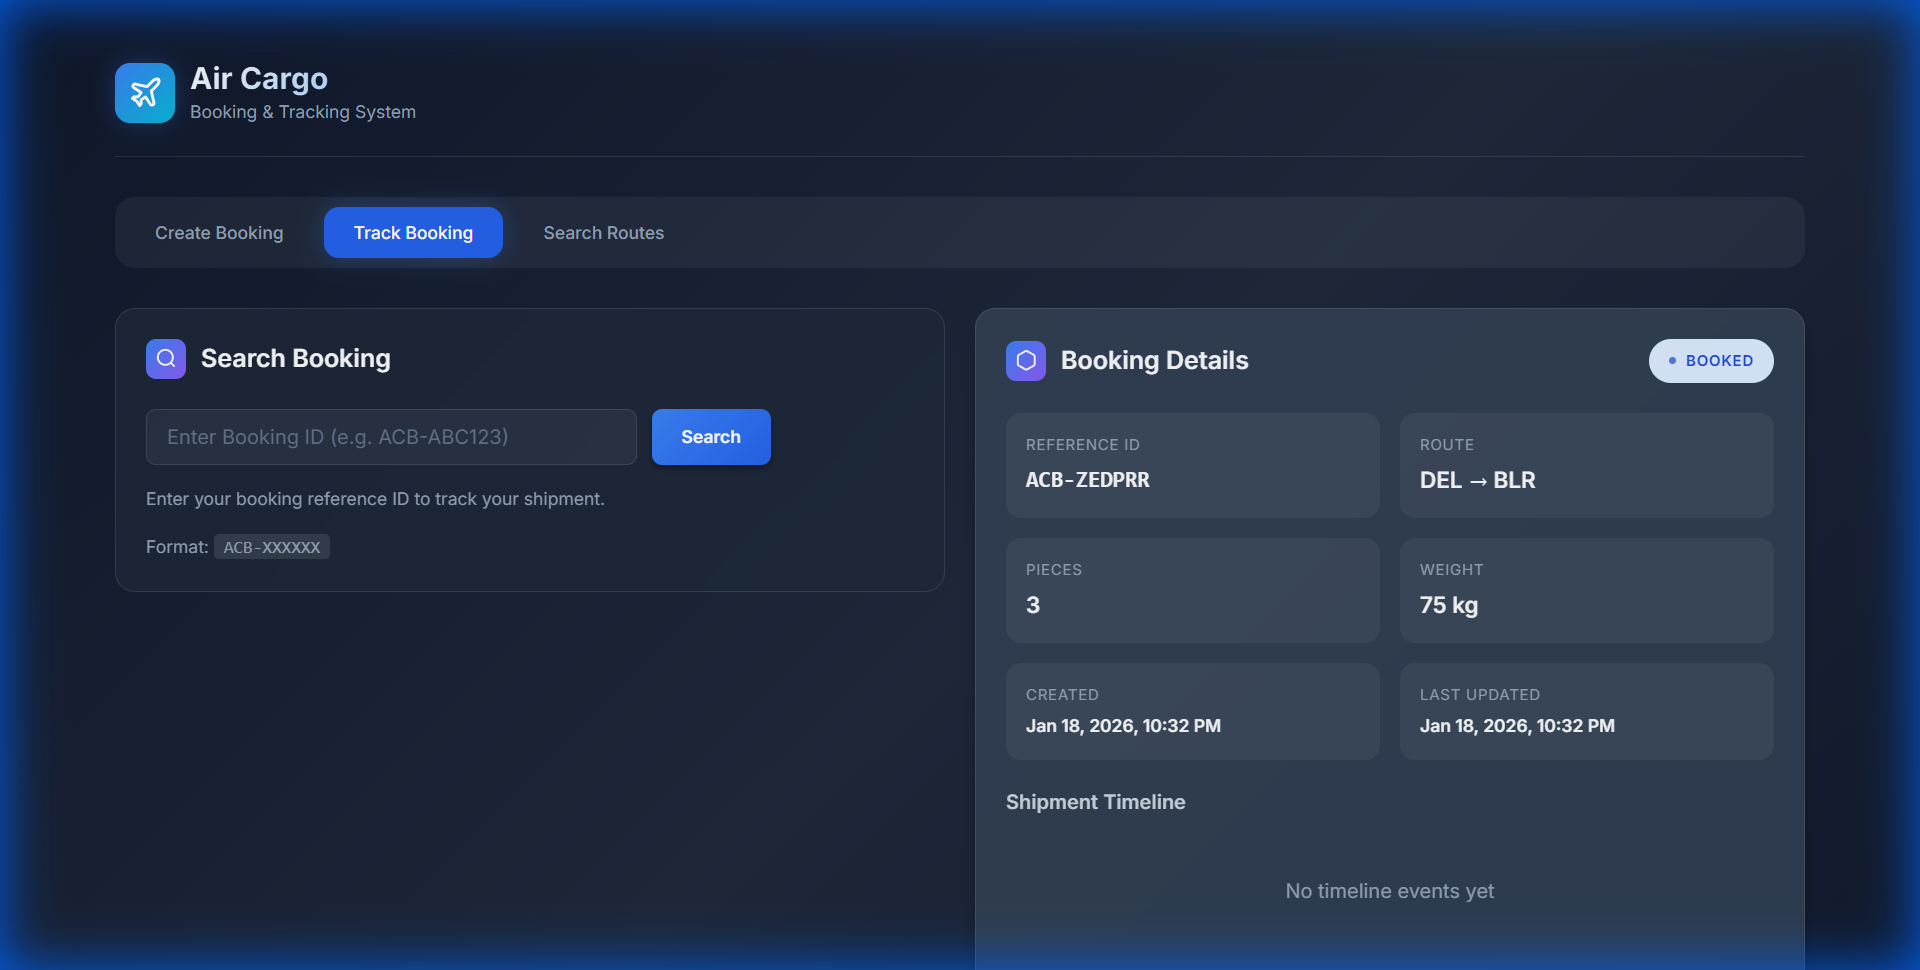 Air Cargo
Booking & Tracking System
Create Booking
Track Booking
Search Routes
Search Booking
Enter Booking ID (e.g. ACB-ABC123)
Search
Enter your booking reference ID to track your shipment.
Format: ACB-XXXXXX
Booking Details
BOOKED
REFERENCE ID
ACB-ZEDPRR
ROUTE
DEL → BLR
PIECES
3
WEIGHT
75 kg
CREATED
Jan 18, 2026, 10:32 PM
LAST UPDATED
Jan 18, 2026, 10:32 PM
Shipment Timeline
No timeline events yet